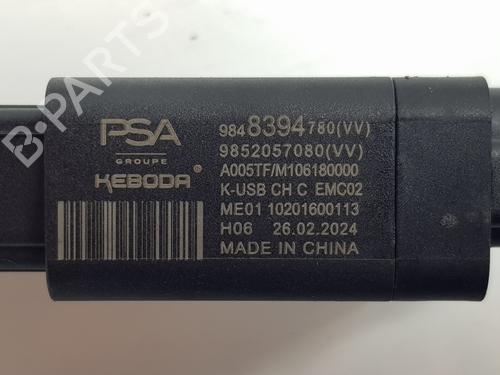 PSA
GROUPE
KEBODA
9848394780(VV)
9852057080(VV)
A005TF/M106180000
K-USB CH C EMC02
ME01 10201600113
H06 26.02.2024
MADE IN CHINA
B-PARTS